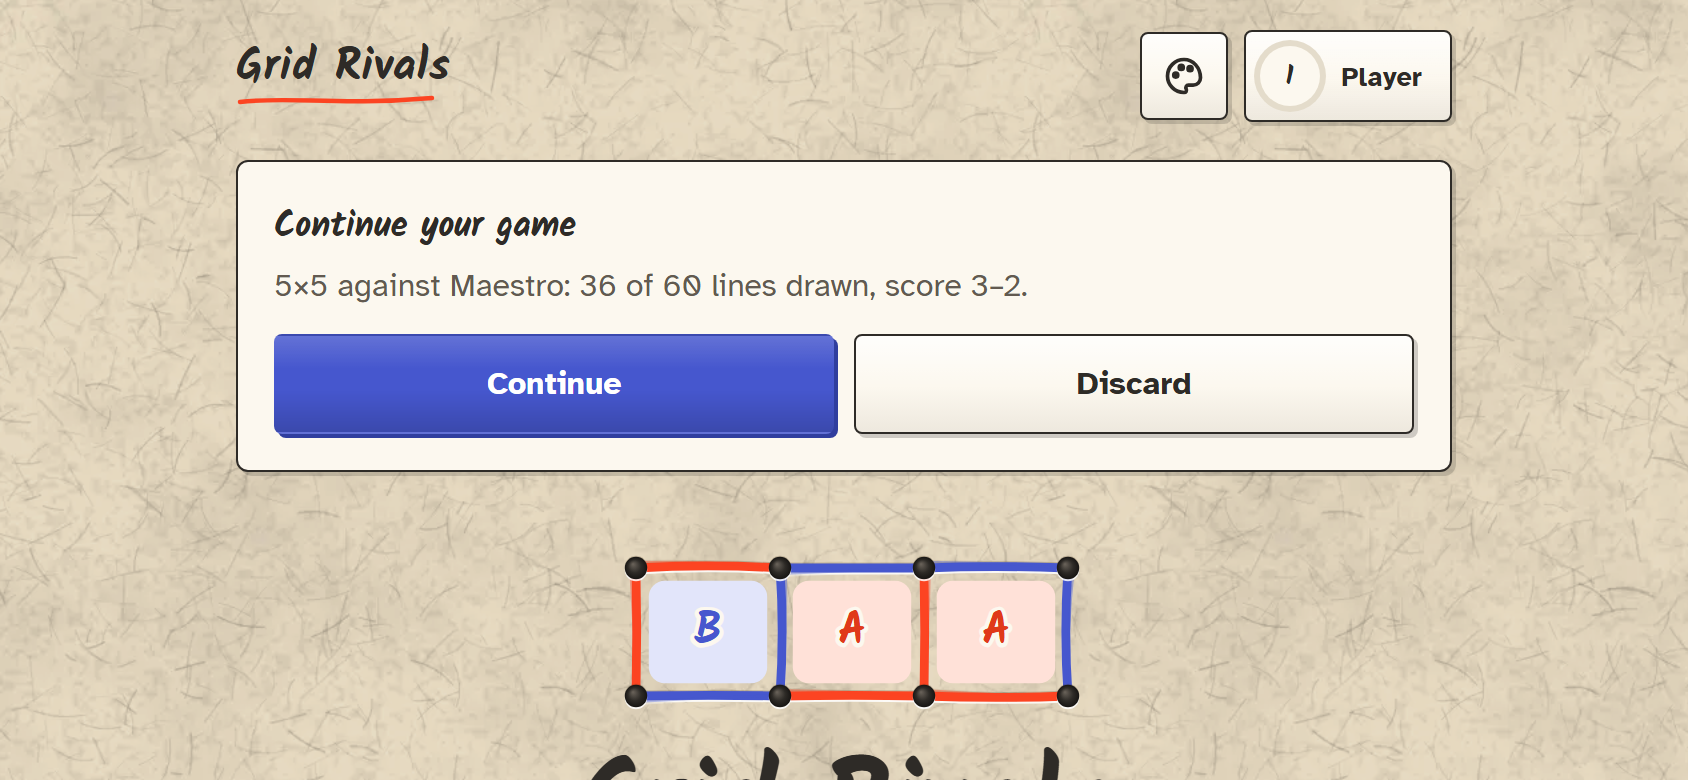 Grid Rivals
1 Player
Continue your game
5×5 against Maestro: 36 of 60 lines drawn, score 3–2.
Continue Discard
B A A